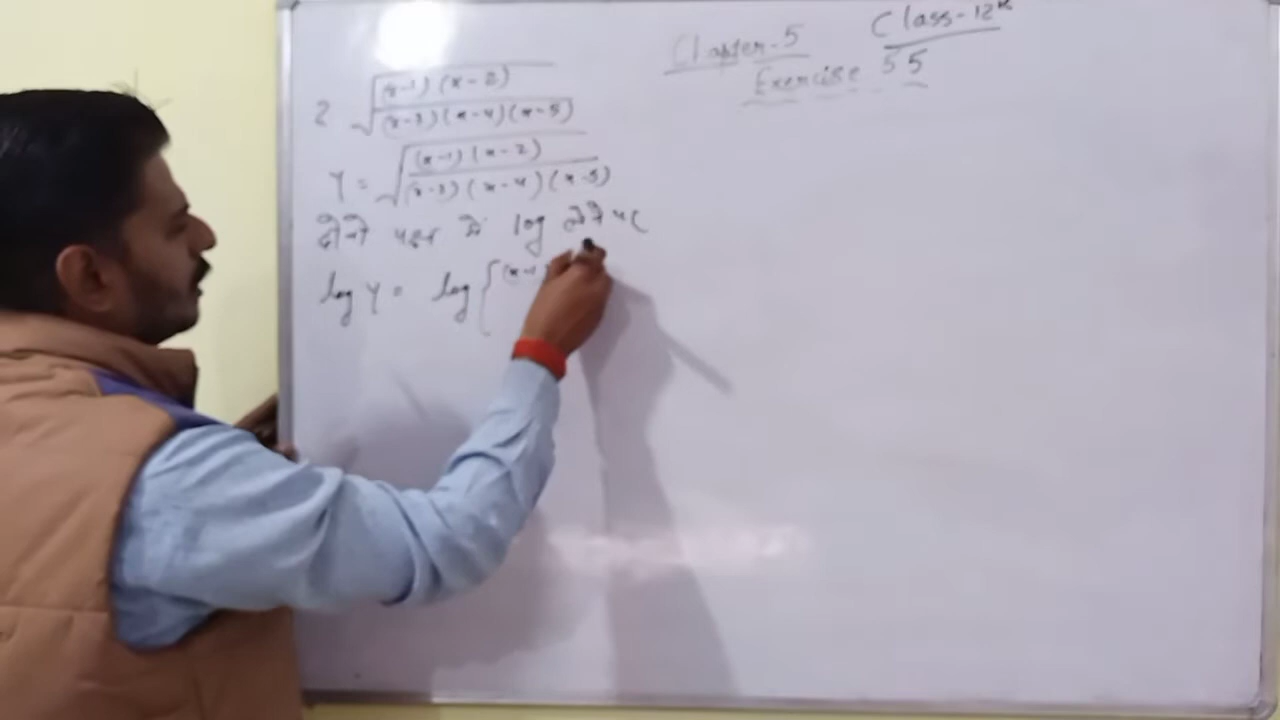 Class-12th
Chapter-5
Exercise 5.5
2 √((x-1)(x-2)/(x-3)(x-4)(x-5))
Y = √((x-1)(x-2)/(x-3)(x-4)(x-5))
दोनो पक्ष में log लेने पर
log Y = log {(x-1)